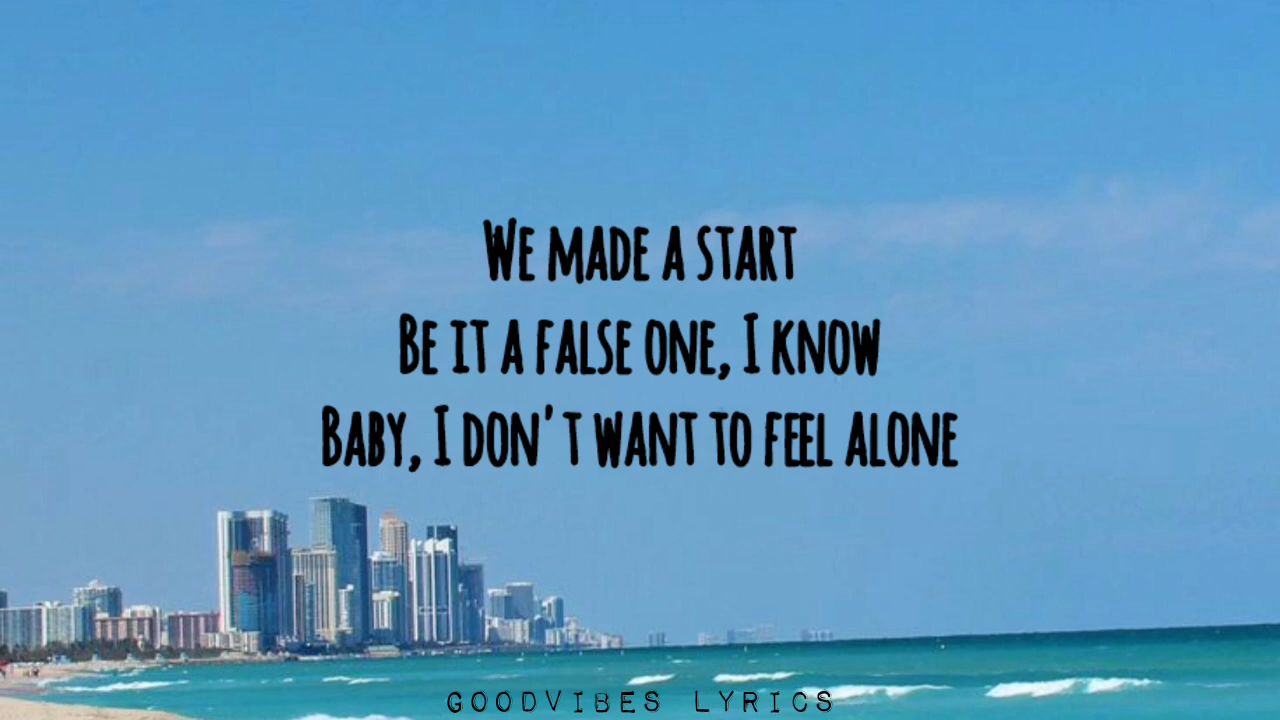 We made a start
Be it a false one, I know
Baby, I don't want to feel alone
GOODVIBES LYRICS